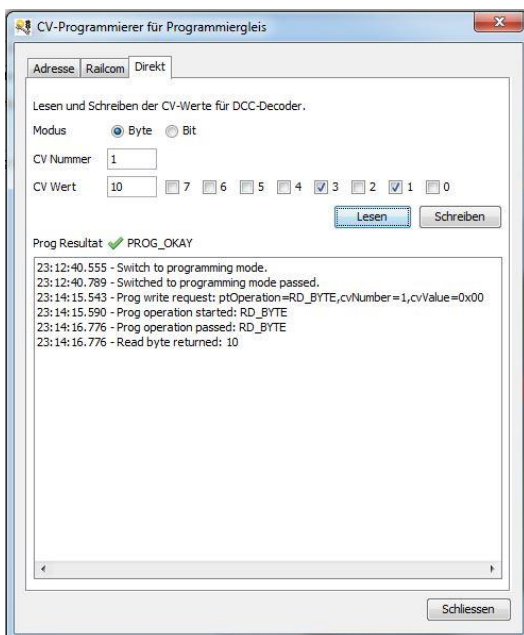 CV-Programmierer für Programmiergleis
Adresse Railcom Direkt
Lesen und Schreiben der CV-Werte für DCC-Decoder.
Modus Byte Bit
CV Nummer 1
CV Wert 10 7 6 5 4 3 2 1 0
Lesen Schreiben
Prog Resultat PROG_OKAY
23:12:40.555 - Switch to programming mode.
23:12:40.789 - Switched to programming mode passed.
23:14:15.543 - Prog write request: ptOperation=RD_BYTE,cvNumber=1,cvValue=0x00
23:14:15.590 - Prog operation started: RD_BYTE
23:14:16.776 - Prog operation passed: RD_BYTE
23:14:16.776 - Read byte returned: 10
Schliessen